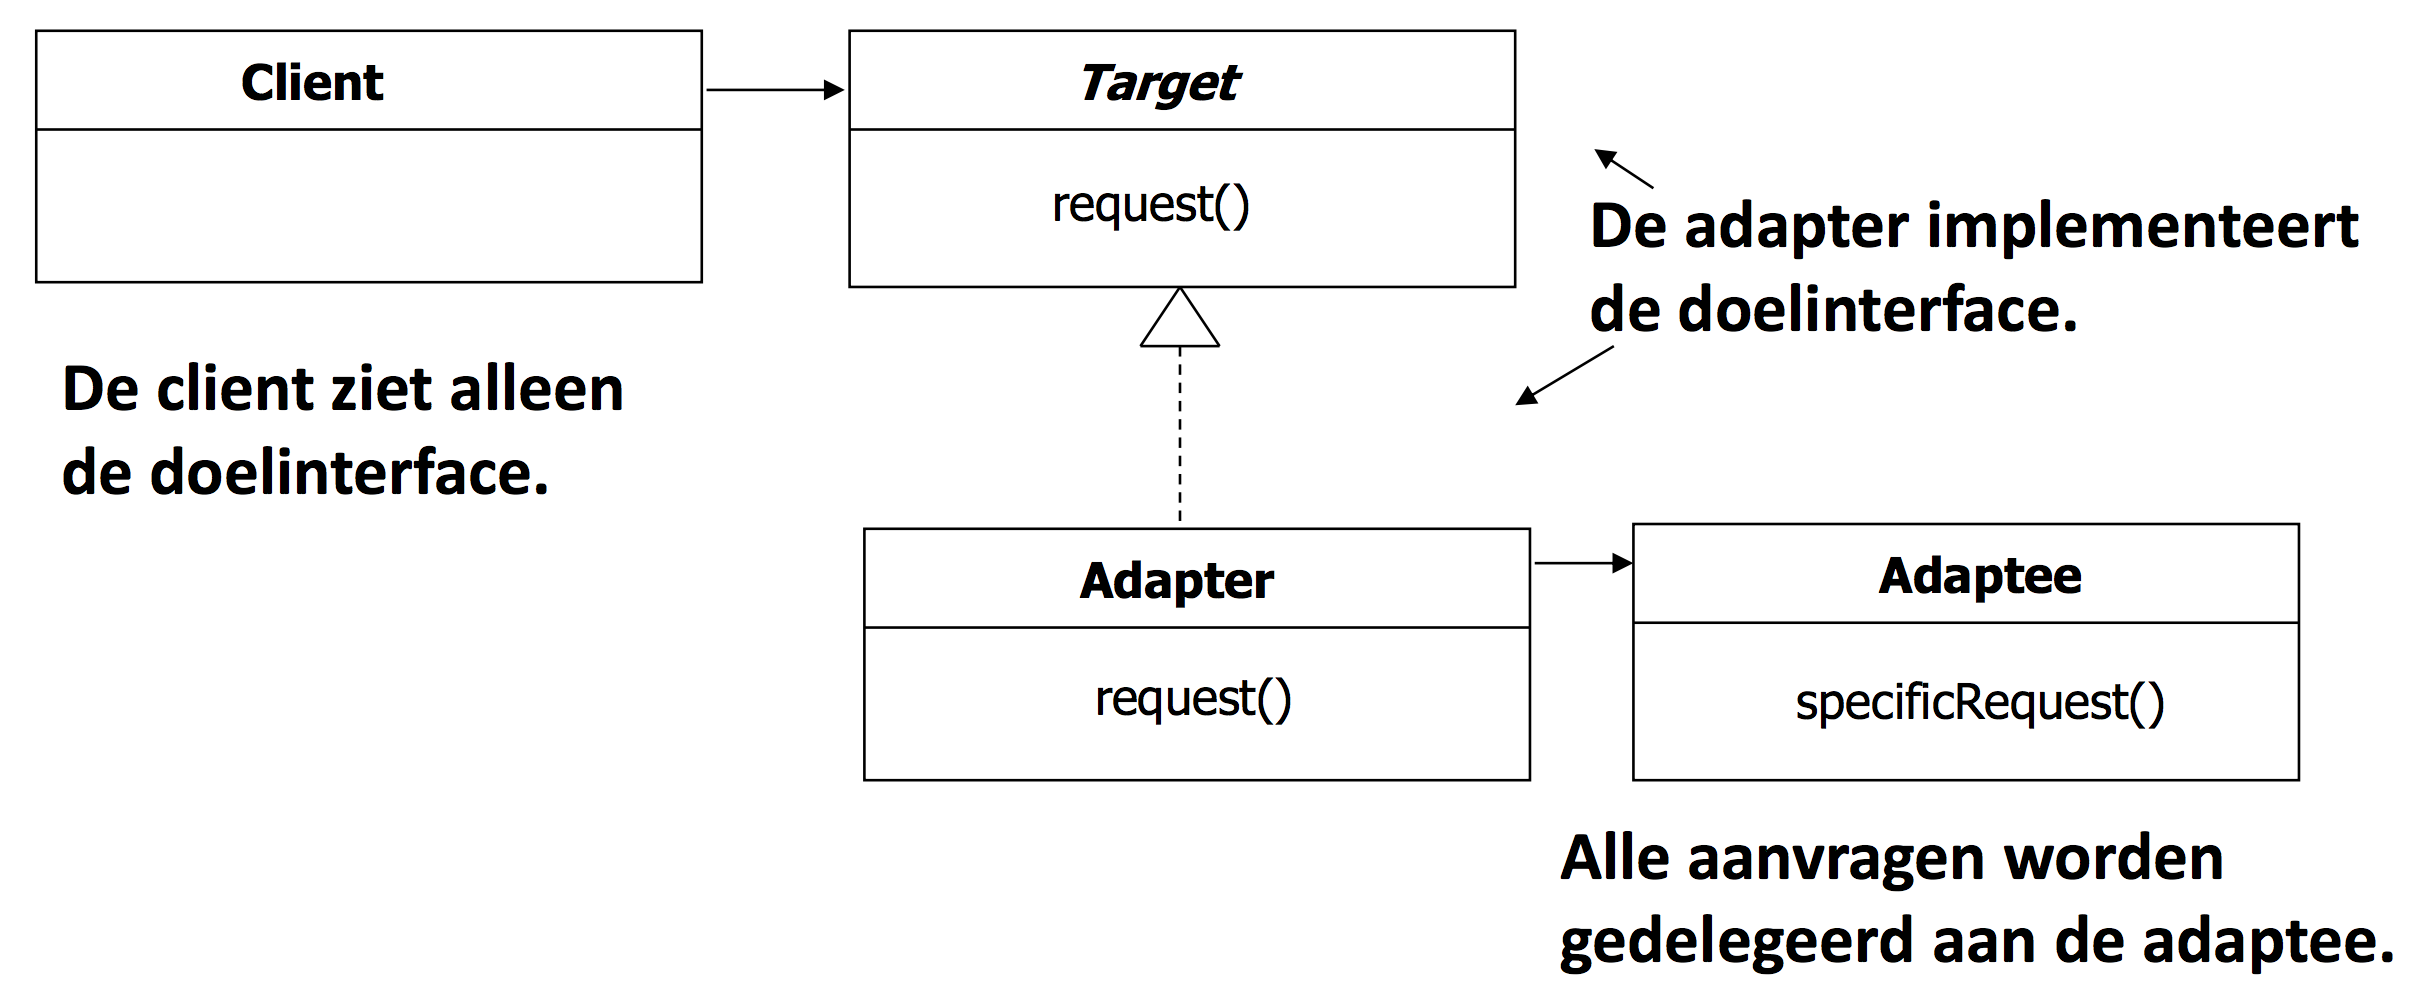 Client
Target
request()
De adapter implementeert
de doelinterface.
De client ziet alleen
de doelinterface.
Adapter
request()
Adaptee
specificRequest()
Alle aanvragen worden
gedelegeerd aan de adaptee.